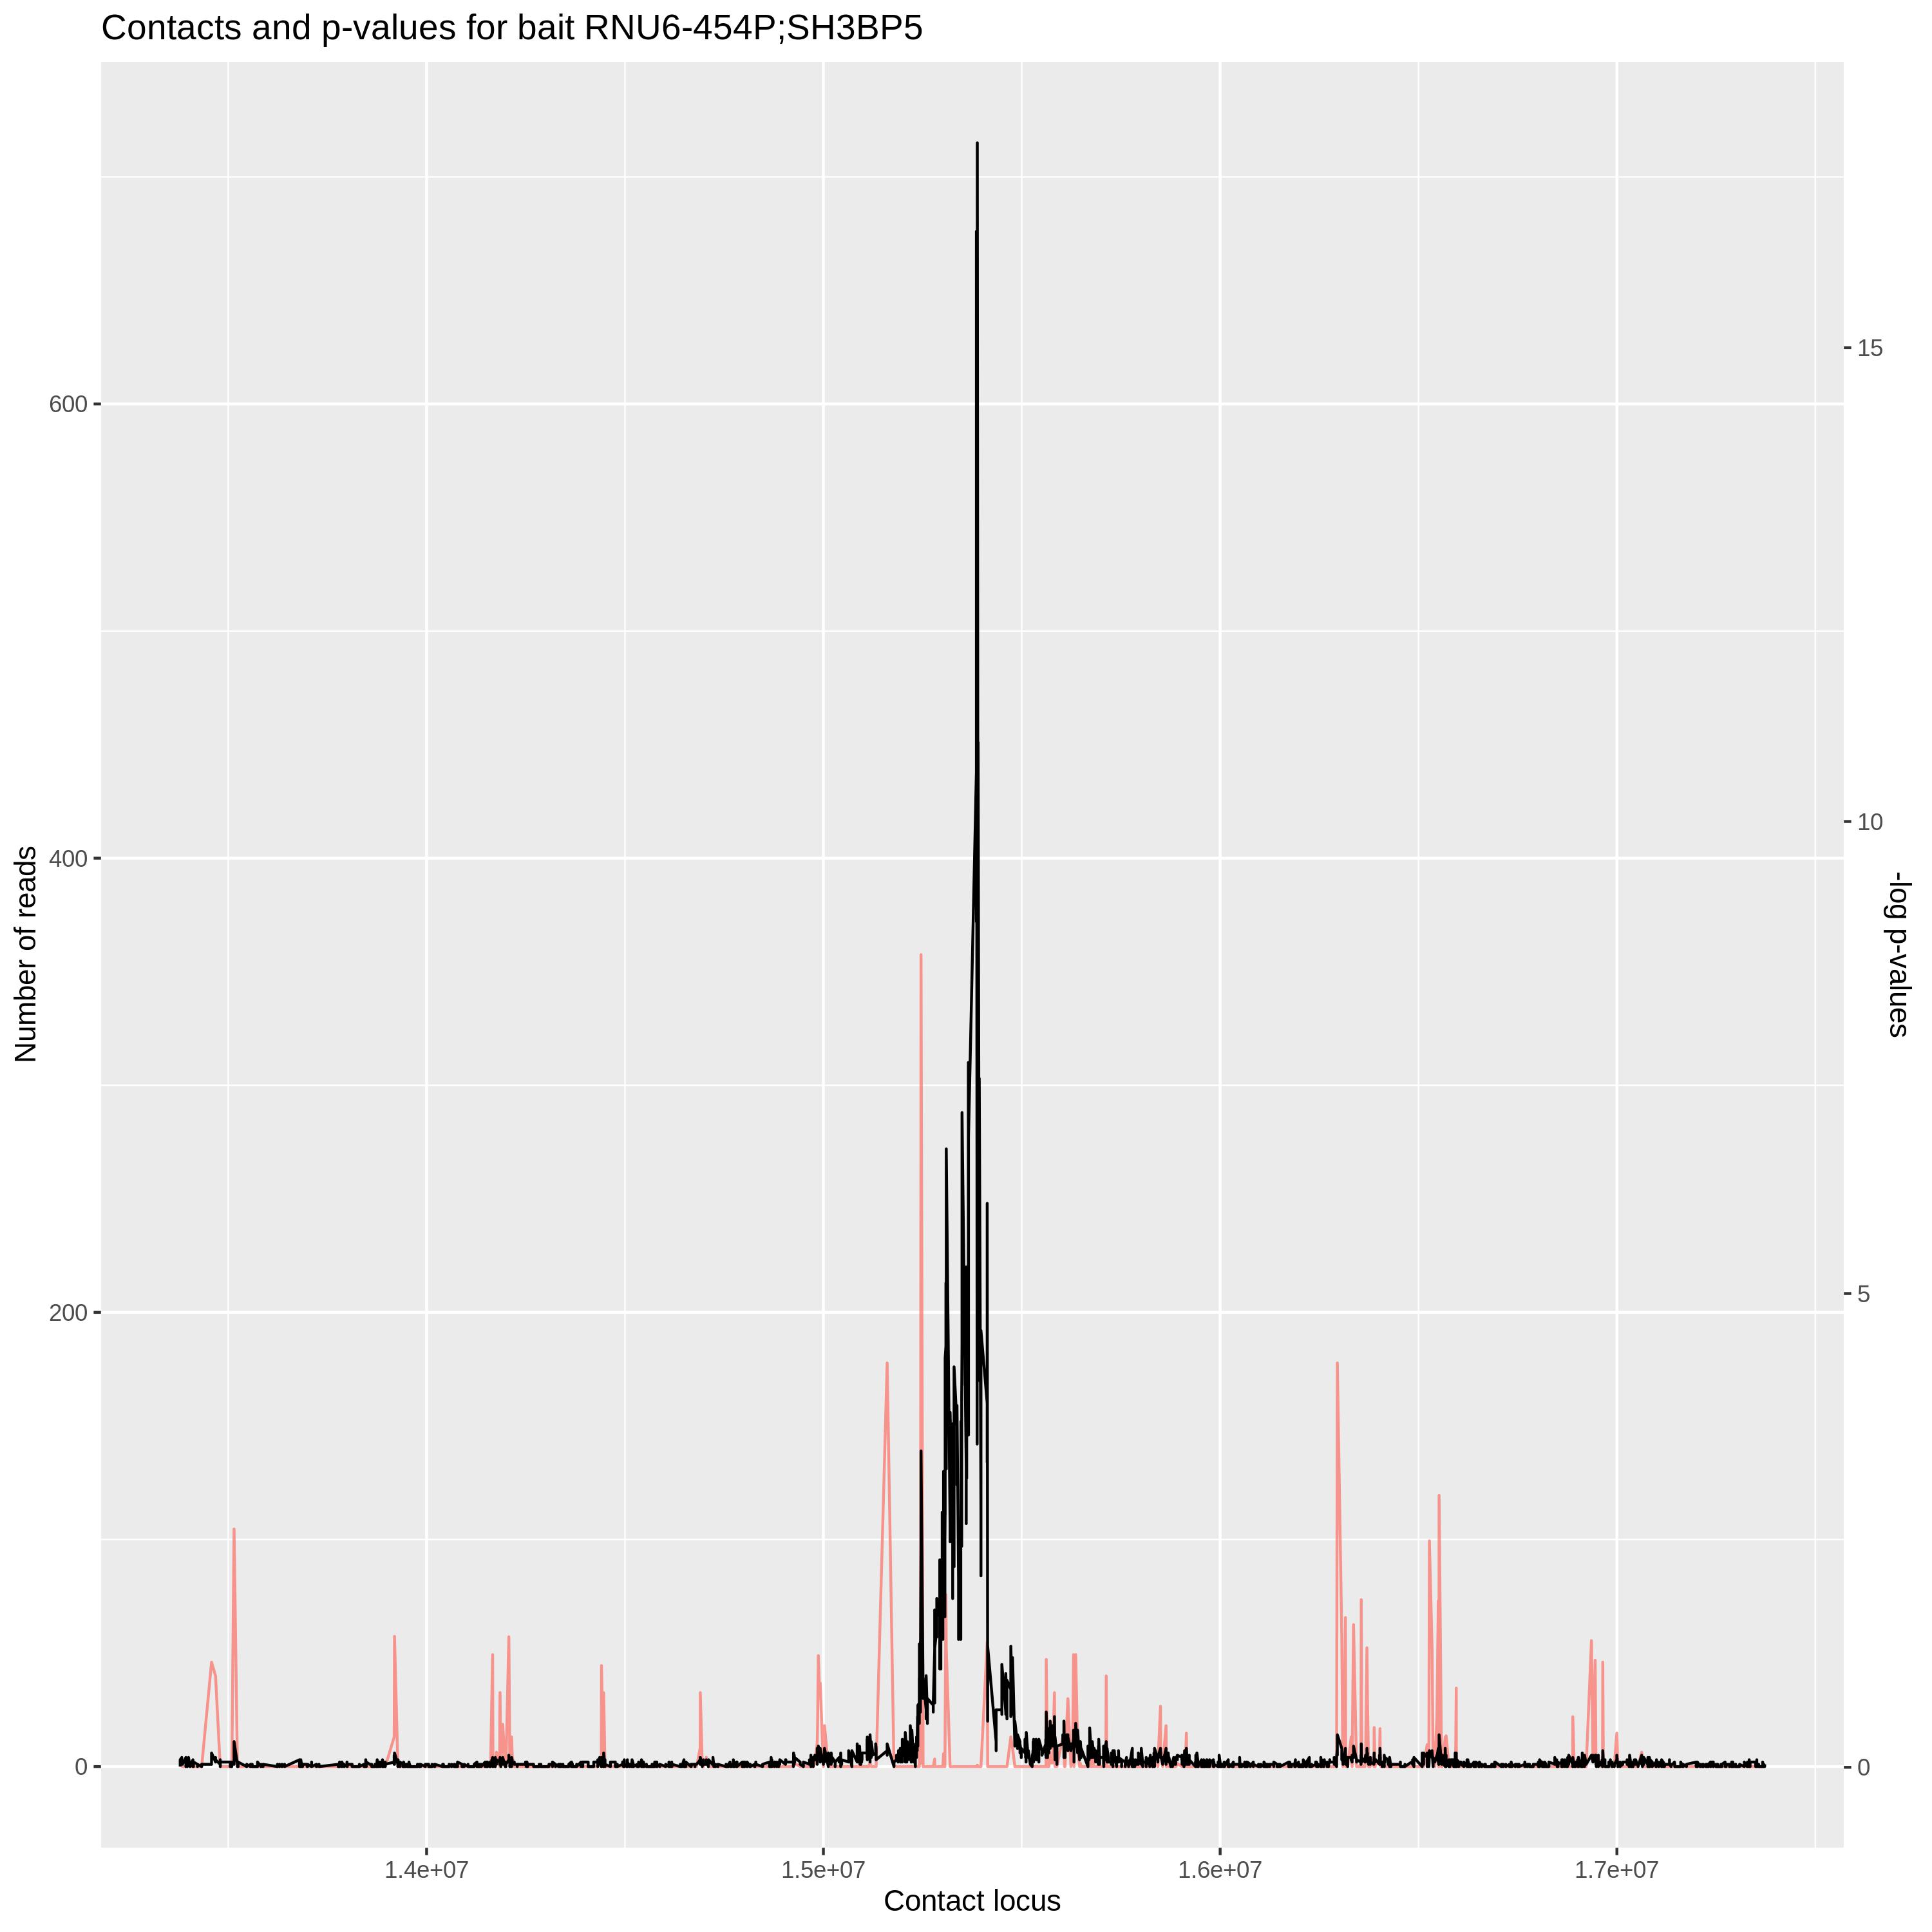 Contacts and p-values for bait RNU6-454P;SH3BP5
600
400
200
0
Number of reads
15
10
5
0
-log p-values
1.4e+07
1.5e+07
1.6e+07
1.7e+07
Contact locus